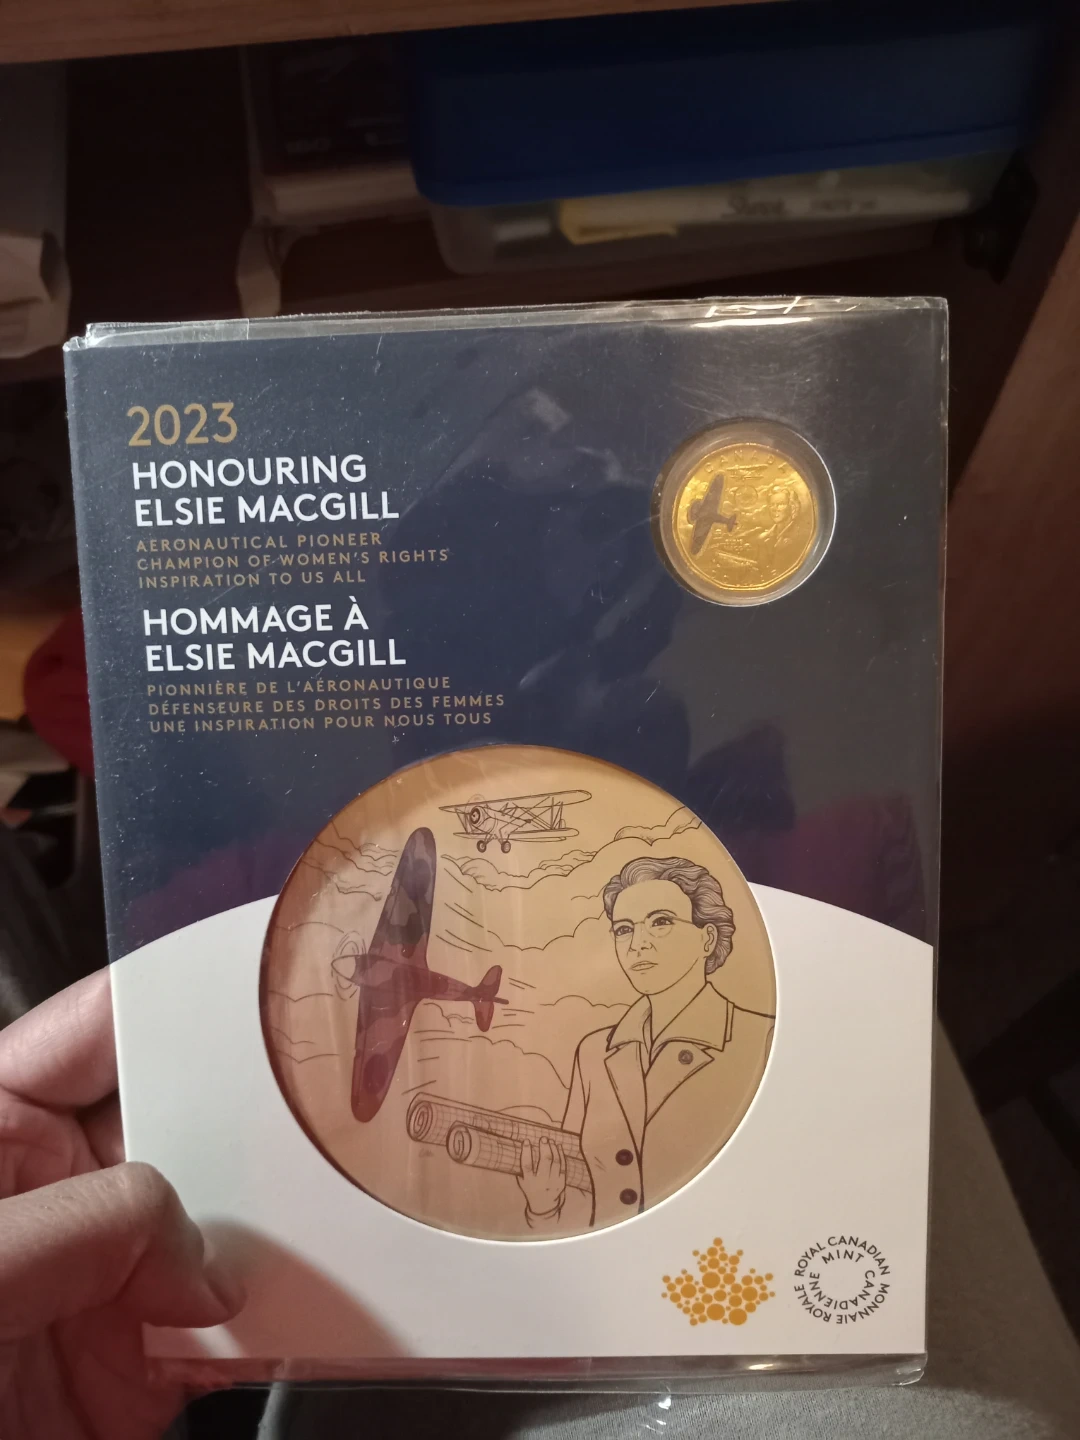 2023
HONOURING
ELSIE MACGILL
AERONAUTICAL PIONEER
CHAMPION OF WOMEN'S RIGHTS
INSPIRATION TO US ALL
HOMMAGE À
ELSIE MACGILL
PIONNIÈRE DE L'AÉRONAUTIQUE
DÉFENSEURE DES DROITS DES FEMMES
UNE INSPIRATION POUR NOUS TOUS
CANADA
ROYAL CANADIAN MINT
MONNAIE ROYALE CANADIENNE